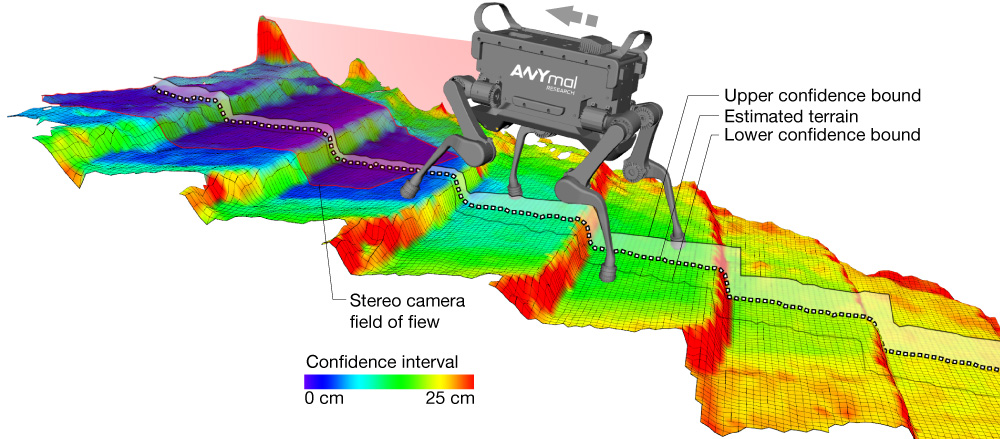 ANYmal
RESEARCH
Upper confidence bound
Estimated terrain
Lower confidence bound
Stereo camera
field of fiew
Confidence interval
0 cm 25 cm